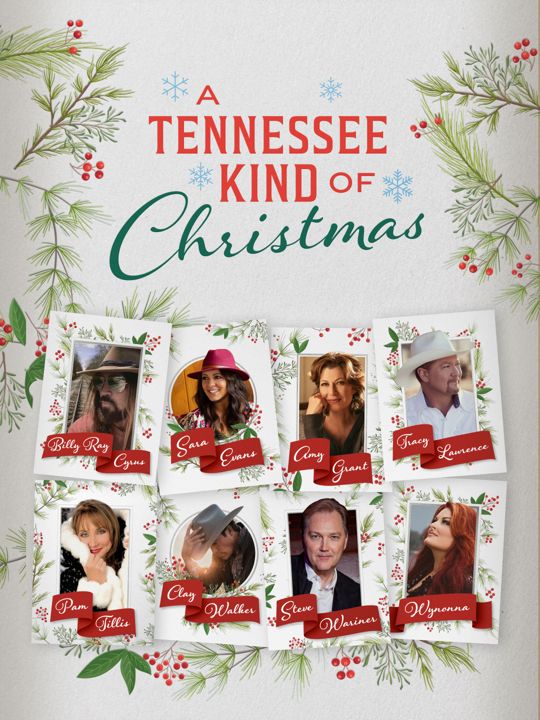 A
TENNESSEE
KIND OF
Christmas
Billy Ray
Cyrus
Sara
Evans
Amy
Grant
Tracy
Lawrence
Pam
Tillis
Clay
Walker
Steve
Wariner
Wynonna